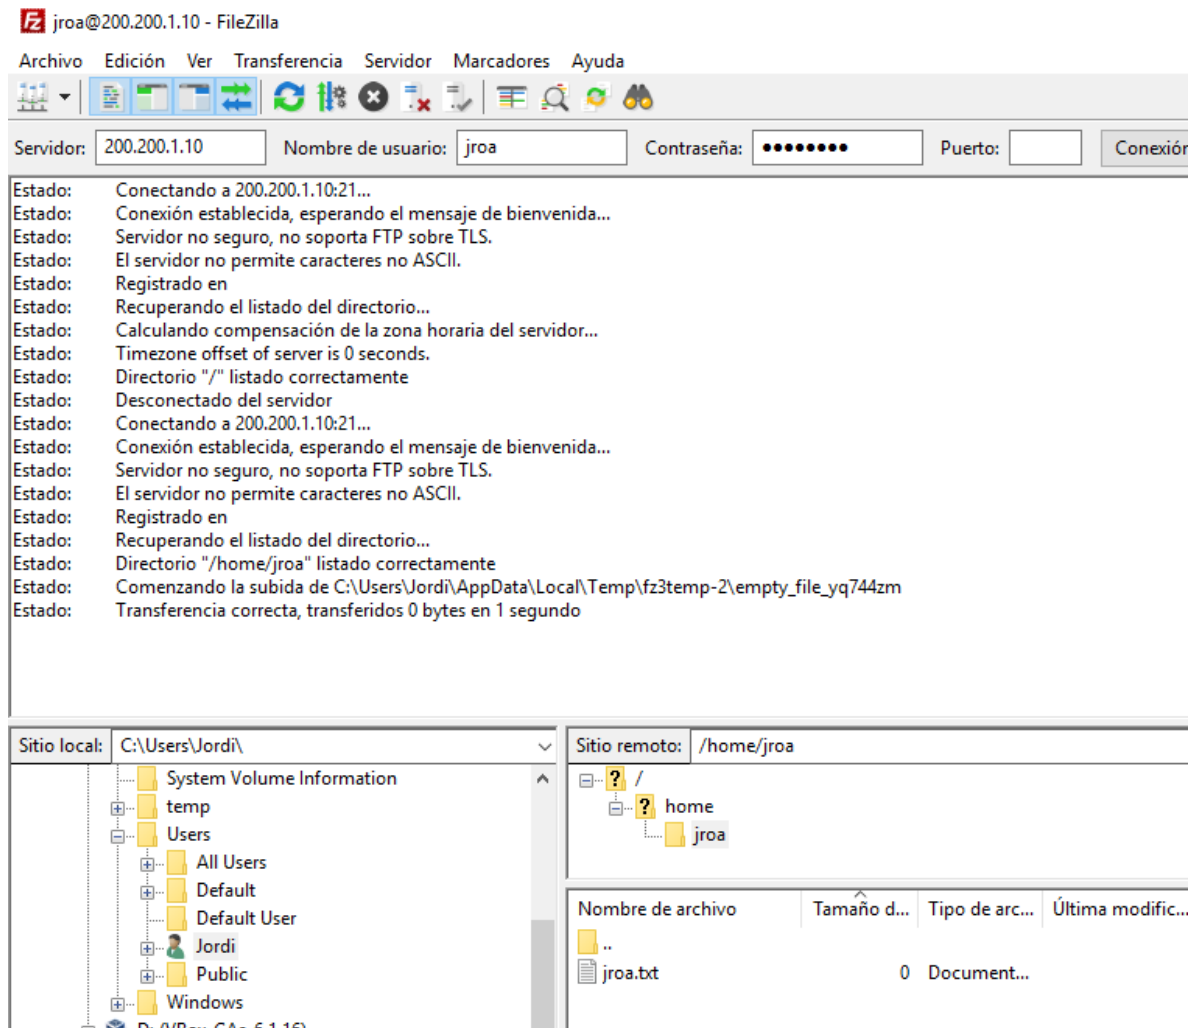 jroa@200.200.1.10 - FileZilla
Archivo Edición Ver Transferencia Servidor Marcadores Ayuda
Servidor: 200.200.1.10 Nombre de usuario: jroa Contraseña: ●●●●●●●● Puerto: Conexión
Estado: Conectando a 200.200.1.10:21...
Estado: Conexión establecida, esperando el mensaje de bienvenida...
Estado: Servidor no seguro, no soporta FTP sobre TLS.
Estado: El servidor no permite caracteres no ASCII.
Estado: Registrado en
Estado: Recuperando el listado del directorio...
Estado: Calculando compensación de la zona horaria del servidor...
Estado: Timezone offset of server is 0 seconds.
Estado: Directorio "/" listado correctamente
Estado: Desconectado del servidor
Estado: Conectando a 200.200.1.10:21...
Estado: Conexión establecida, esperando el mensaje de bienvenida...
Estado: Servidor no seguro, no soporta FTP sobre TLS.
Estado: El servidor no permite caracteres no ASCII.
Estado: Registrado en
Estado: Recuperando el listado del directorio...
Estado: Directorio "/home/jroa" listado correctamente
Estado: Comenzando la subida de C:\Users\Jordi\AppData\Local\Temp\fz3temp-2\empty_file_yq744zm
Estado: Transferencia correcta, transferidos 0 bytes en 1 segundo
Sitio local: C:\Users\Jordi\
System Volume Information
temp
Users
All Users
Default
Default User
Jordi
Public
Windows
D: (VBox_GAs_6.1.16)
Sitio remoto: /home/jroa
/
home
jroa
Nombre de archivo Tamaño d... Tipo de arc... Última modific...
..
jroa.txt 0 Document...